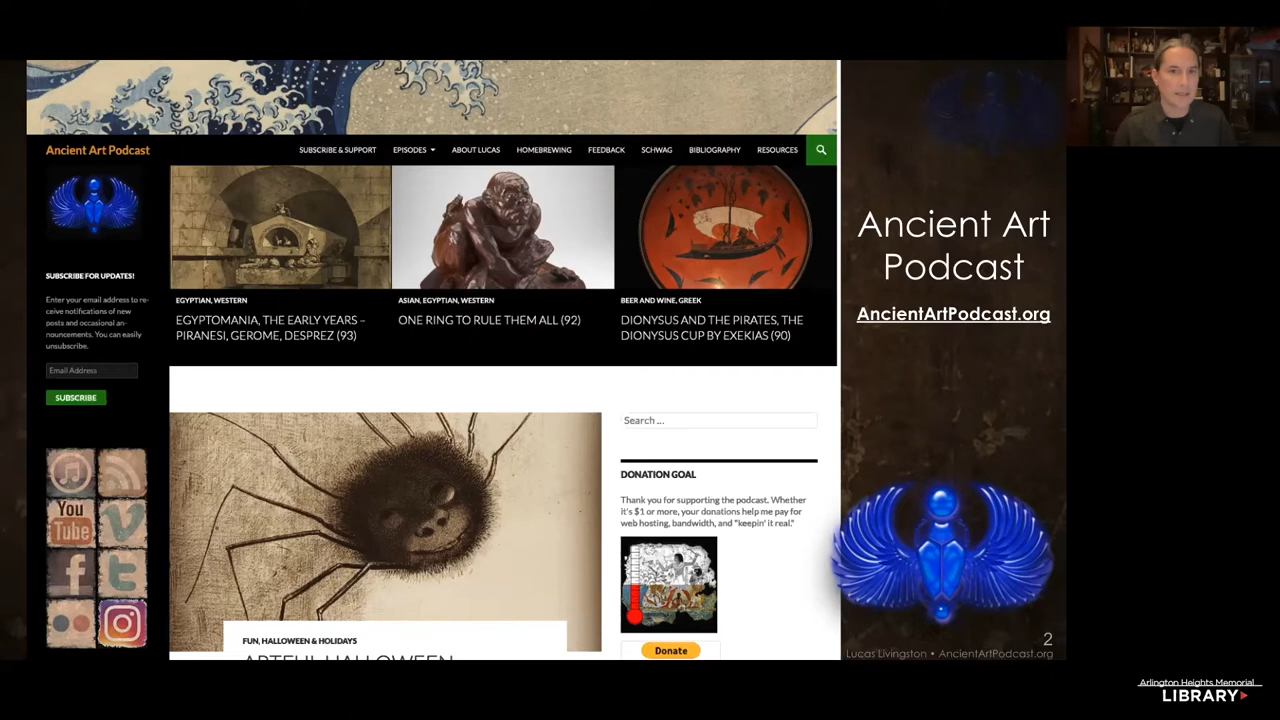 Ancient Art Podcast
SUBSCRIBE & SUPPORT
EPISODES
ABOUT LUCAS
HOMEBREWING
FEEDBACK
SCHWAG
BIBLIOGRAPHY
RESOURCES
EGYPTIAN, WESTERN
EGYPTOMANIA, THE EARLY YEARS –
PIRANESI, GEROME, DESPREZ (93)
ASIAN, EGYPTIAN, WESTERN
ONE RING TO RULE THEM ALL (92)
BEER AND WINE, GREEK
DIONYSUS AND THE PIRATES, THE
DIONYSUS CUP BY EXEKIAS (90)
SUBSCRIBE FOR UPDATES!
Enter your email address to re-
ceive notifications of new
posts and occasional an-
nouncements. You can easily
unsubscribe.
Email Address
SUBSCRIBE
You
Tube
FUN, HALLOWEEN & HOLIDAYS
ARTFUL HALLOWEEN
Search ...
DONATION GOAL
Thank you for supporting the podcast. Whether
it's $1 or more, your donations help me pay for
web hosting, bandwidth, and "keepin' it real."
Donate
Ancient Art
Podcast
AncientArtPodcast.org
2
Lucas Livingston • AncientArtPodcast.org
Arlington Heights Memorial
LIBRARY